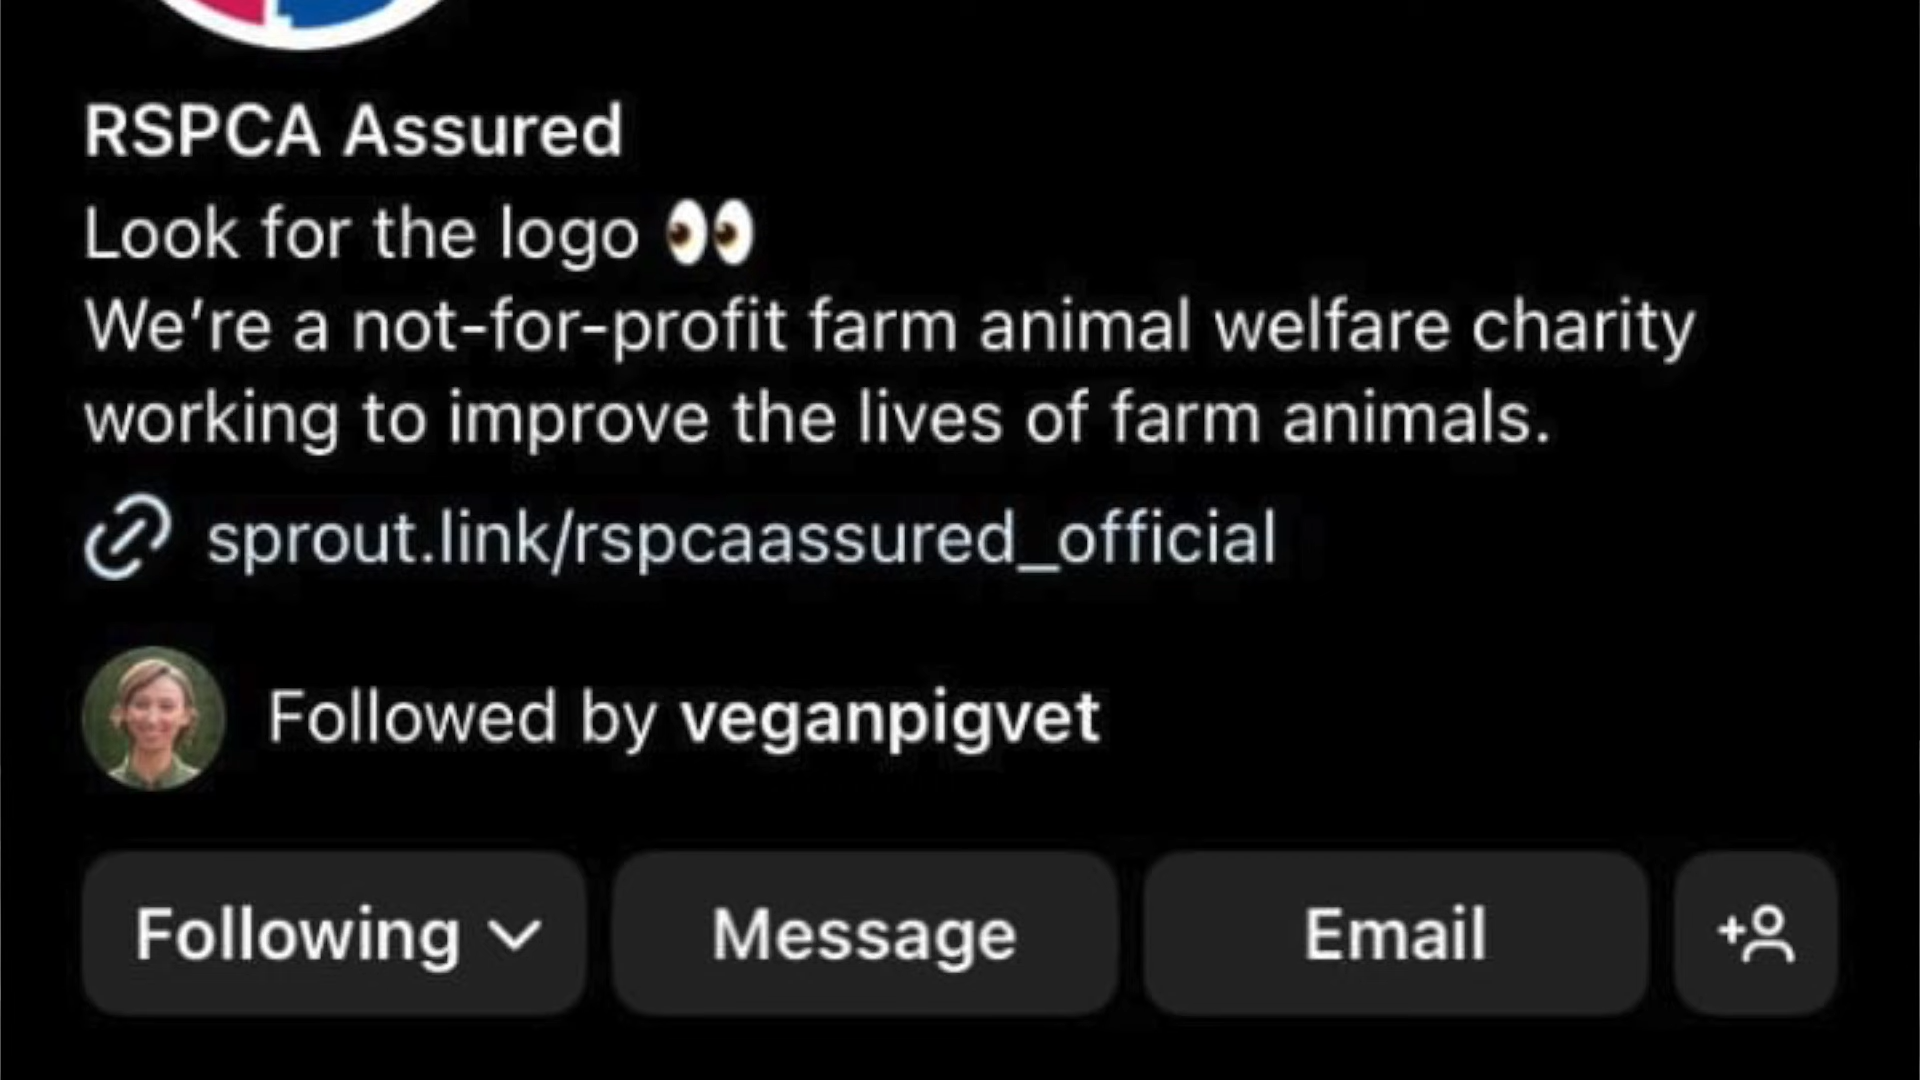 RSPCA Assured
Look for the logo 👀
We’re a not-for-profit farm animal welfare charity
working to improve the lives of farm animals.
sprout.link/rspcaassured_official
Followed by veganpigvet
Following
Message
Email